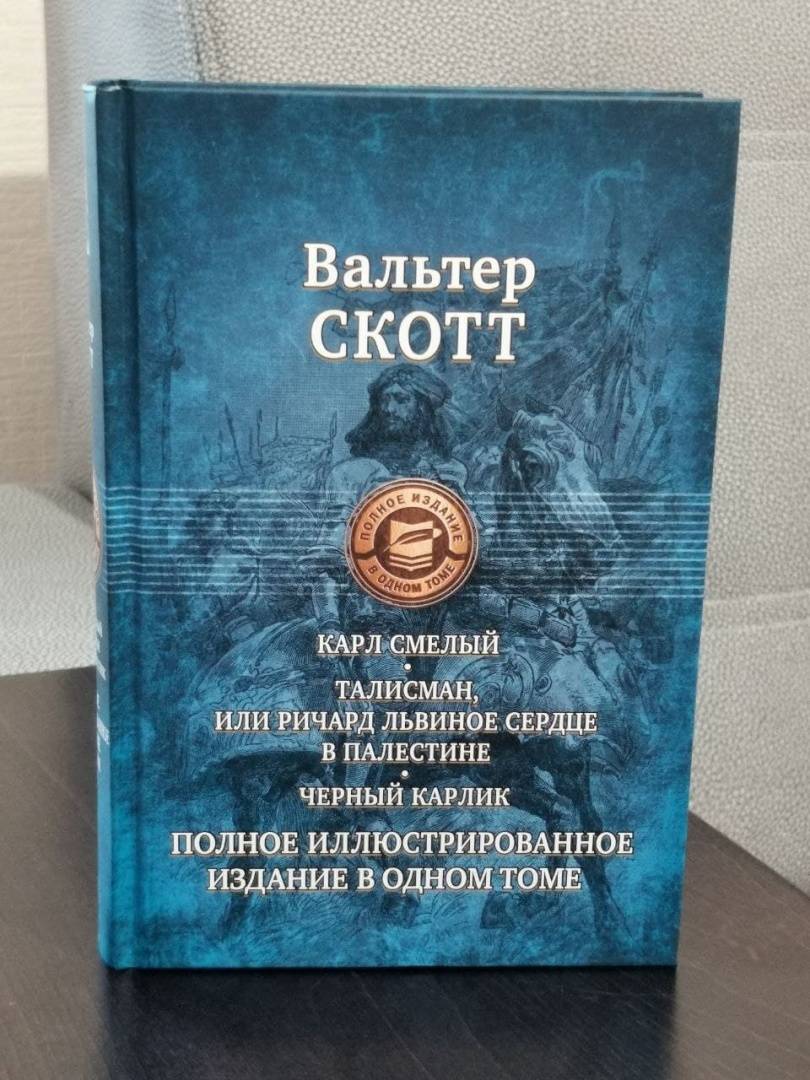 Вальтер
СКОТТ
ПОЛНОЕ ИЗДАНИЕ
В ОДНОМ ТОМЕ
КАРЛ СМЕЛЫЙ
•
ТАЛИСМАН,
ИЛИ РИЧАРД ЛЬВИНОЕ СЕРДЦЕ
В ПАЛЕСТИНЕ
•
ЧЕРНЫЙ КАРЛИК
ПОЛНОЕ ИЛЛЮСТРИРОВАННОЕ
ИЗДАНИЕ В ОДНОМ ТОМЕ